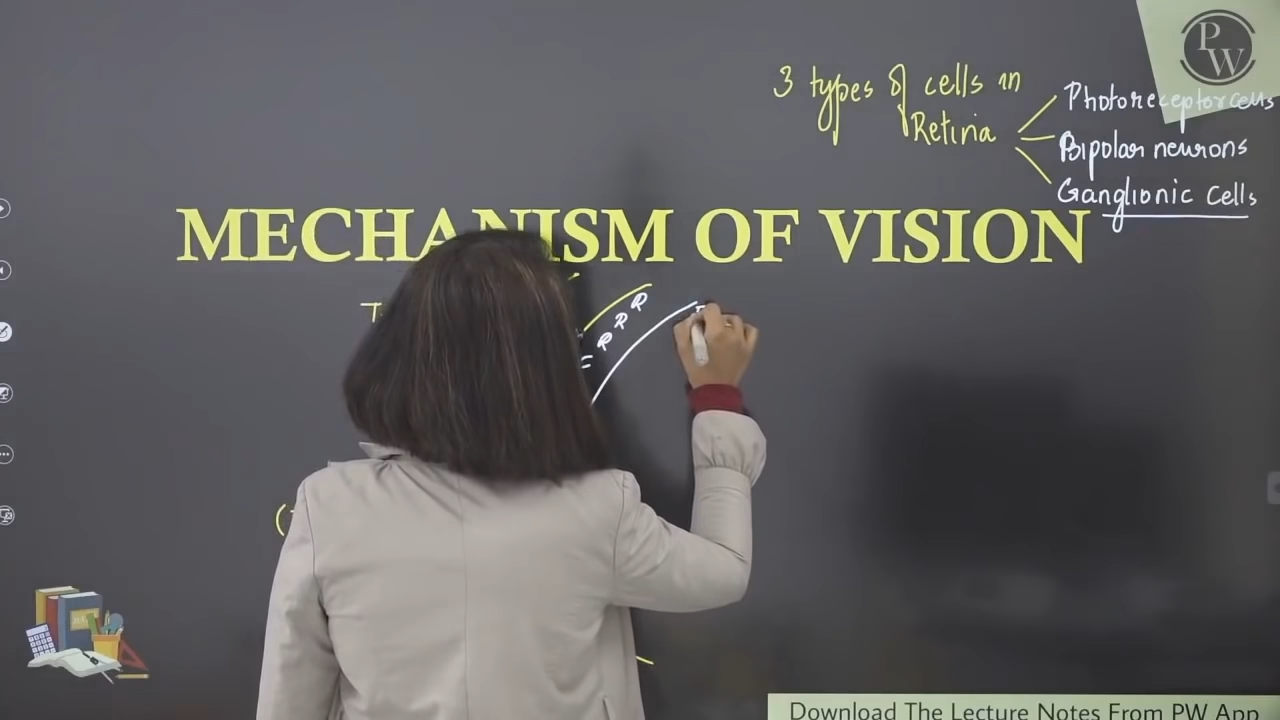 PW
3 types of cells in
Retina
Photoreceptor cells
Bipolar neurons
Ganglionic cells
MECHANISM OF VISION
T
R R R
Download The Lecture Notes From PW App